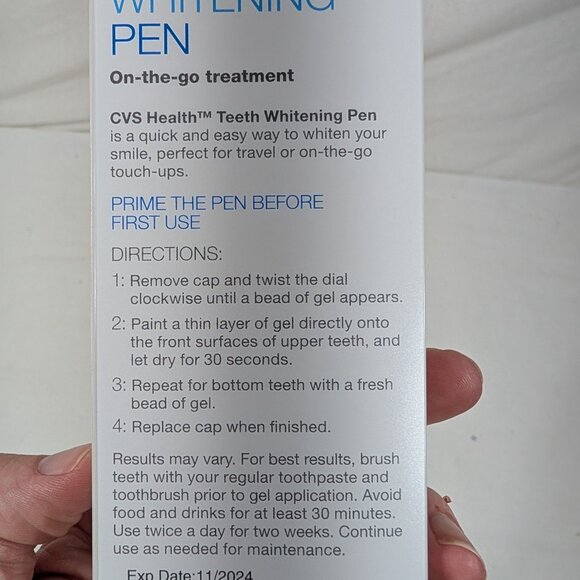 WHITENING
PEN
On-the-go treatment
CVS Health™ Teeth Whitening Pen
is a quick and easy way to whiten your
smile, perfect for travel or on-the-go
touch-ups.
PRIME THE PEN BEFORE
FIRST USE
DIRECTIONS:
1: Remove cap and twist the dial
clockwise until a bead of gel appears.
2: Paint a thin layer of gel directly onto
the front surfaces of upper teeth, and
let dry for 30 seconds.
3: Repeat for bottom teeth with a fresh
bead of gel.
4: Replace cap when finished.
Results may vary. For best results, brush
teeth with your regular toothpaste and
toothbrush prior to gel application. Avoid
food and drinks for at least 30 minutes.
Use twice a day for two weeks. Continue
use as needed for maintenance.
Exp Date:11/2024